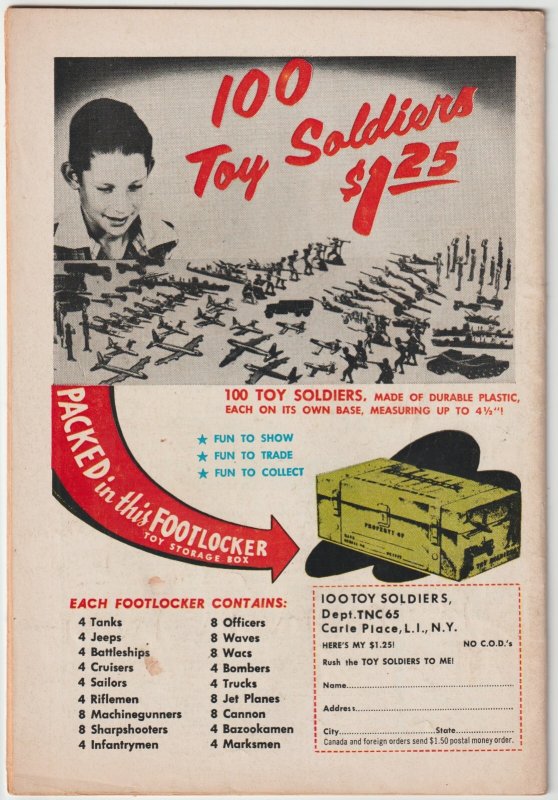 100
Toy Soldiers
$1.25
100 TOY SOLDIERS, MADE OF DURABLE PLASTIC,
EACH ON ITS OWN BASE, MEASURING UP TO 4½"!
★ FUN TO SHOW
★ FUN TO TRADE
★ FUN TO COLLECT
PACKED in this FOOTLOCKER
TOY STORAGE BOX
PROPERTY OF
EACH FOOTLOCKER CONTAINS:
4 Tanks
4 Jeeps
4 Battleships
4 Cruisers
4 Sailors
4 Riflemen
8 Machinegunners
8 Sharpshooters
4 Infantrymen
8 Officers
8 Waves
8 Wacs
4 Bombers
4 Trucks
8 Jet Planes
8 Cannon
4 Bazookamen
4 Marksmen
100 TOY SOLDIERS,
Dept. TNC 65
Carle Place, L.I., N.Y.
HERE'S MY $1.25! NO C.O.D.'s
Rush the TOY SOLDIERS TO ME!
Name
Address
City State
Canada and foreign orders send $1.50 postal money order.